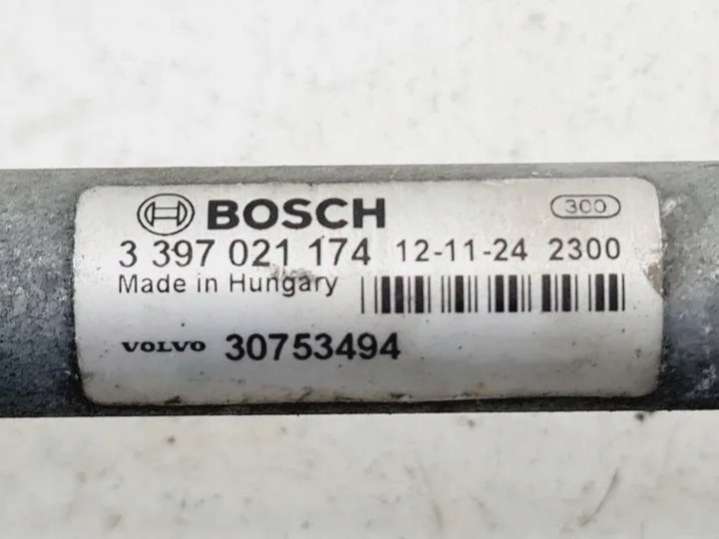 BOSCH 300
3 397 021 174 12-11-24 2300
Made in Hungary
VOLVO 30753494